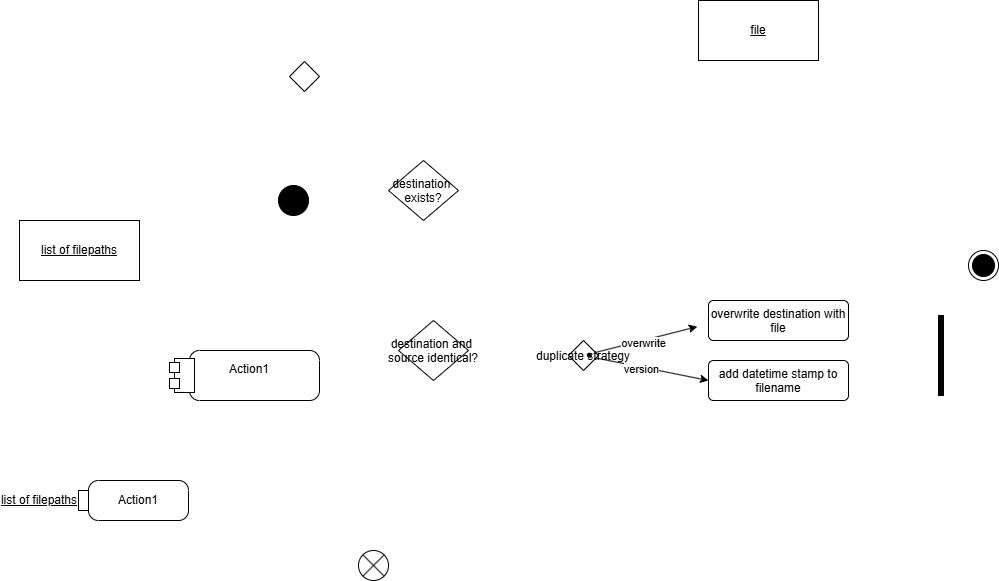 file
destination
exists?
list of filepaths
overwrite destination with
file
destination and
source identical?
overwrite
duplicate strategy
version
Action1
add datetime stamp to
filename
list of filepaths
Action1